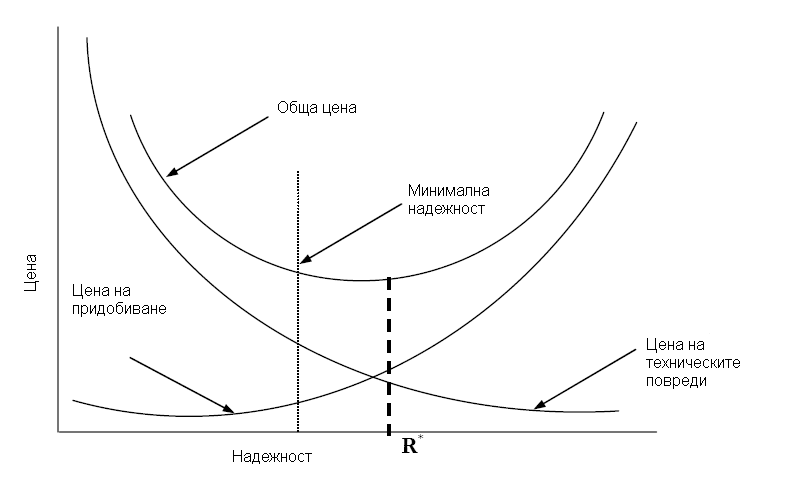 Обща цена
Минимална
надежност
Цена
Цена на
придобиване
Цена на
техническите
повреди
Надежност
R*